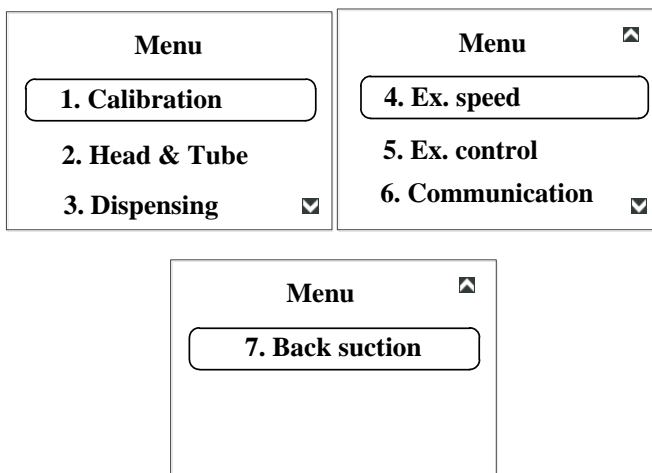 Menu
1. Calibration
2. Head & Tube
3. Dispensing
Menu
4. Ex. speed
5. Ex. control
6. Communication
Menu
7. Back suction